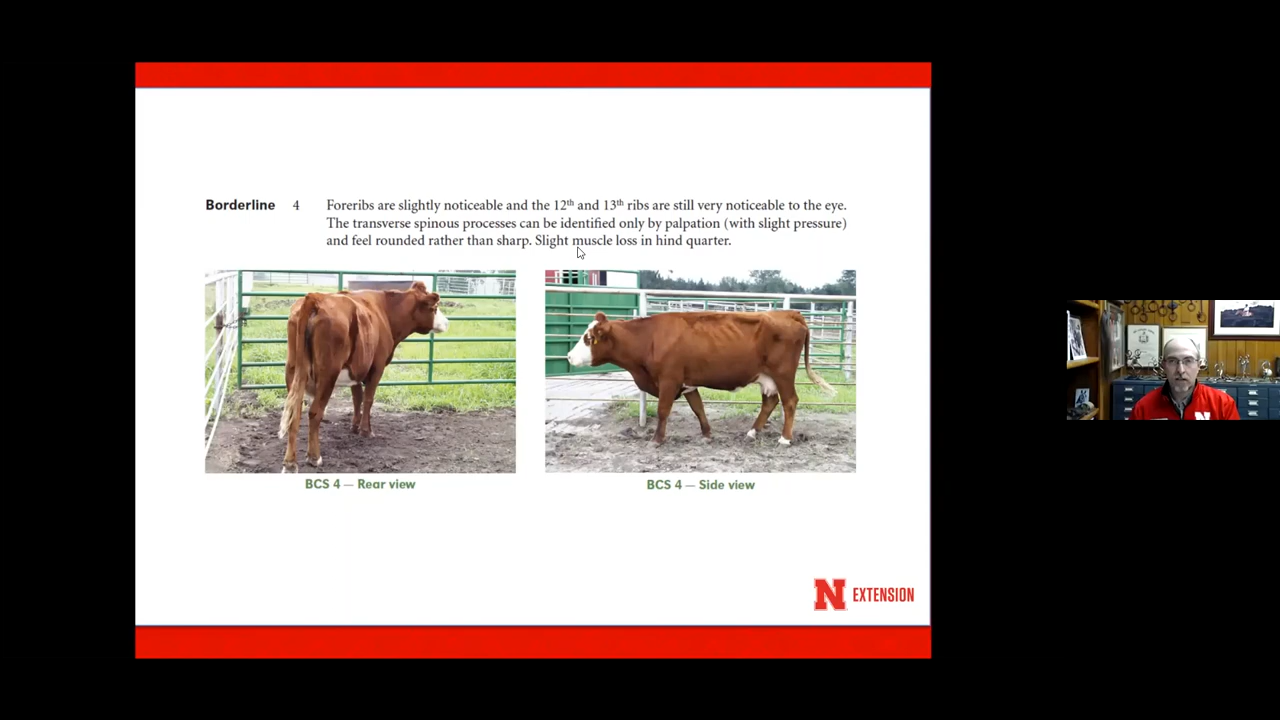 Borderline 4 Foreribs are slightly noticeable and the 12th and 13th ribs are still very noticeable to the eye.
The transverse spinous processes can be identified only by palpation (with slight pressure)
and feel rounded rather than sharp. Slight muscle loss in hind quarter.
BCS 4 — Rear view
BCS 4 — Side view
N EXTENSION
N